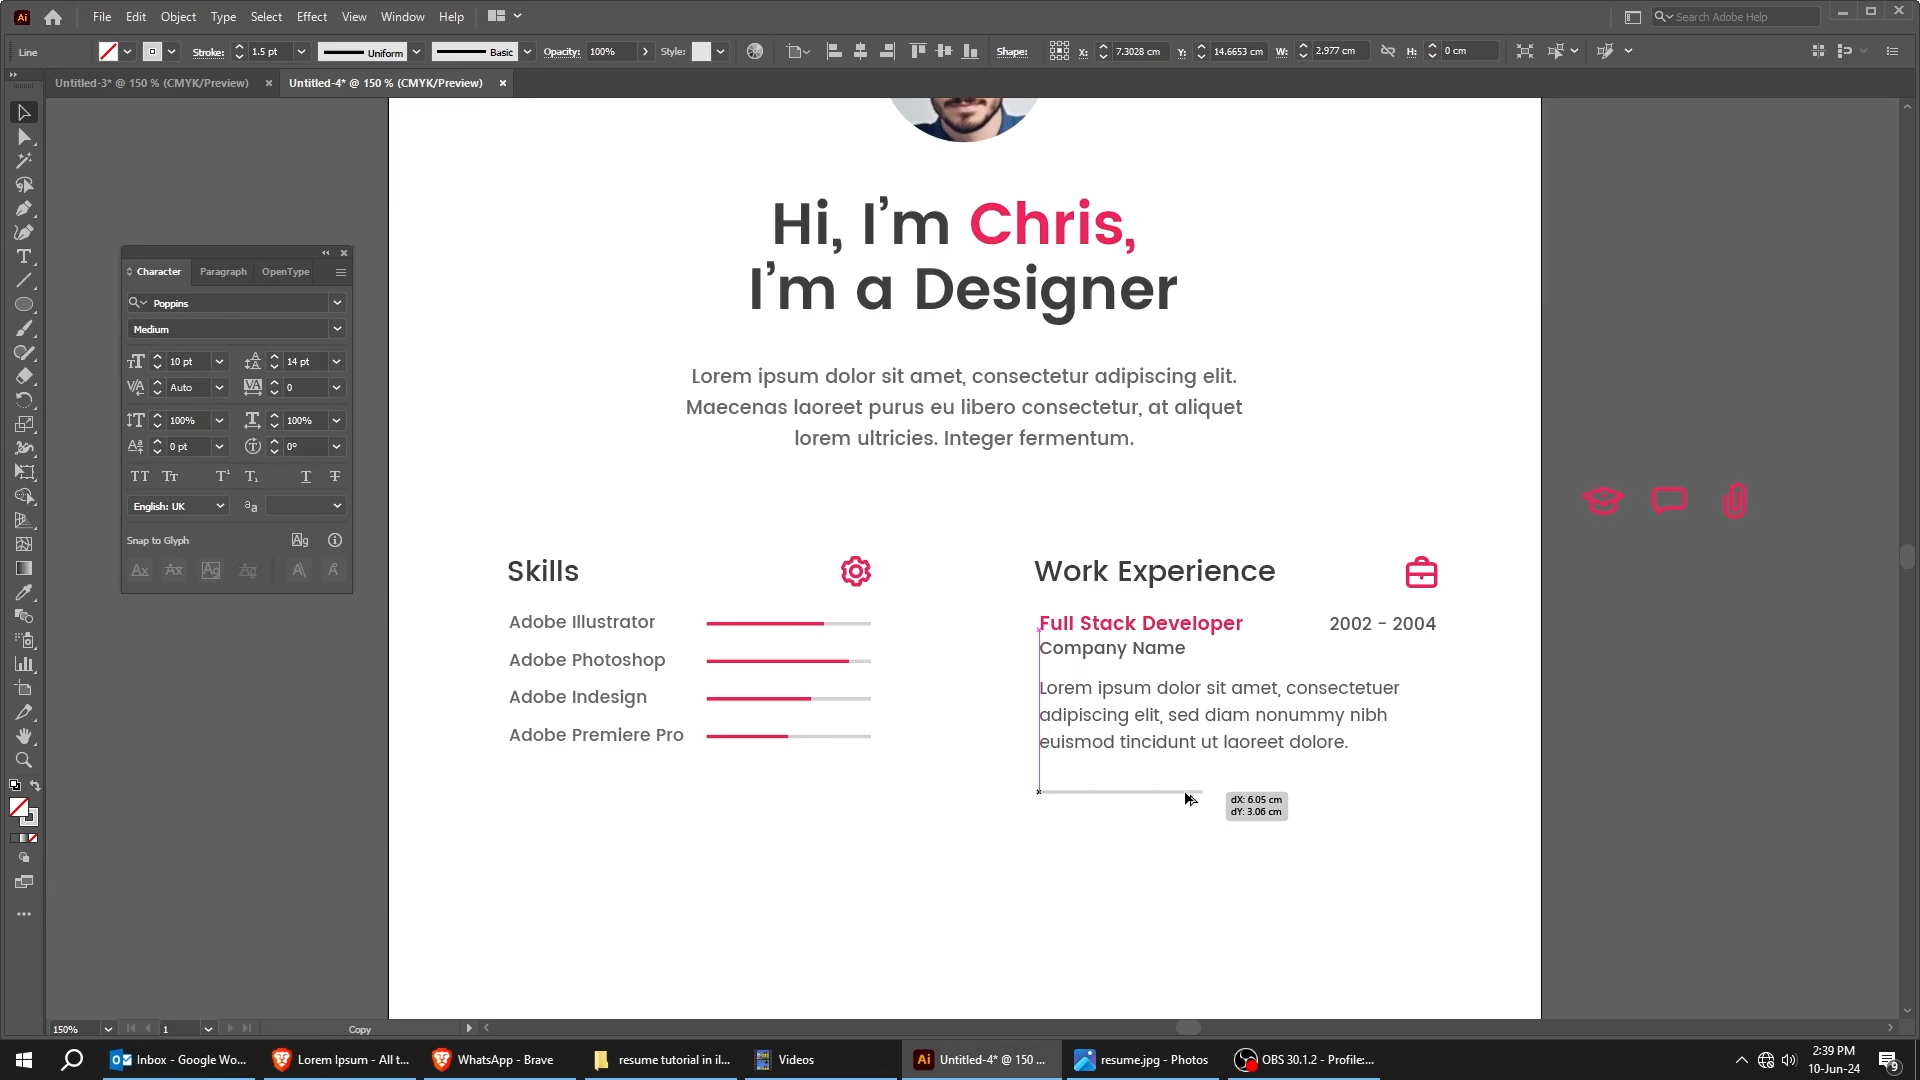 Ai File Edit Object Type Select Effect View Window Help Search Adobe Help
Line Stroke: 1.5 pt Uniform Basic Opacity: 100% Style: Shape: X: 7.3028 cm Y: 14.6653 cm W: 2.977 cm H: 0 cm
Untitled-3* @ 150 % (CMYK/Preview) × Untitled-4* @ 150 % (CMYK/Preview) ×
Hi, I’m Chris,
I’m a Designer
Lorem ipsum dolor sit amet, consectetur adipiscing elit.
Maecenas laoreet purus eu libero consectetur, at aliquet
lorem ultricies. Integer fermentum.
Character Paragraph OpenType
Poppins
Medium
10 pt 14 pt
Auto 0
100% 100%
0 pt 0°
English: UK
Snap to Glyph
Skills
Adobe Illustrator
Adobe Photoshop
Adobe Indesign
Adobe Premiere Pro
Work Experience
Full Stack Developer 2002 - 2004
Company Name
Lorem ipsum dolor sit amet, consectetuer
adipiscing elit, sed diam nonummy nibh
euismod tincidunt ut laoreet dolore.
dX: 6.05 cm
dY: 3.06 cm
150% 1 Copy
Inbox - Google Wo... Lorem Ipsum - All t... WhatsApp - Brave resume tutorial in il... Videos Untitled-4* @ 150 ... resume.jpg - Photos OBS 30.1.2 - Profile:...
2:39 PM
10-Jun-24
9